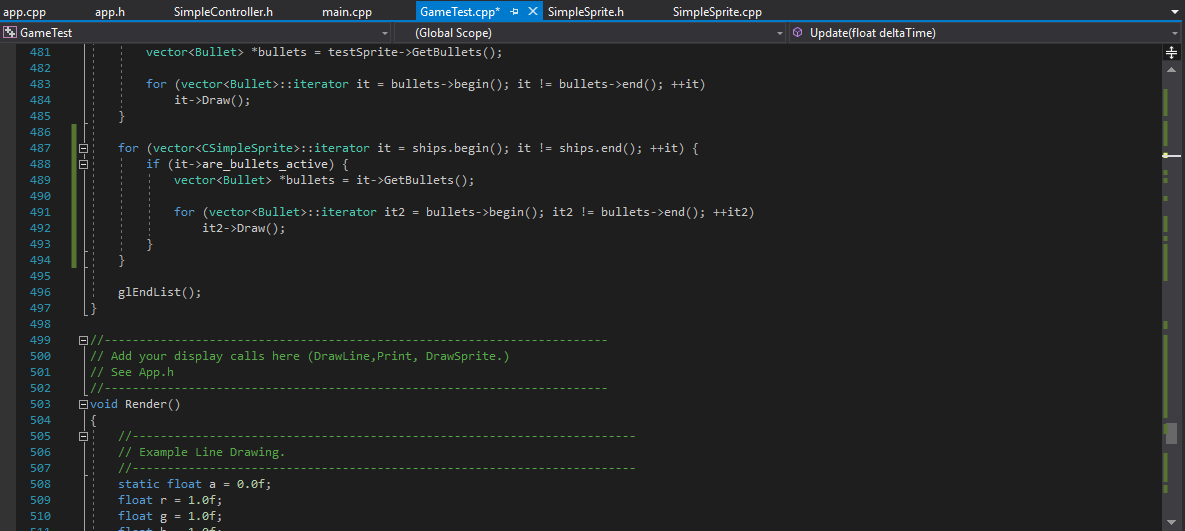 app.cpp app.h SimpleController.h main.cpp GameTest.cpp* SimpleSprite.h SimpleSprite.cpp
GameTest (Global Scope) Update(float deltaTime)
481 vector<Bullet> *bullets = testSprite->GetBullets();
482
483 for (vector<Bullet>::iterator it = bullets->begin(); it != bullets->end(); ++it)
484 it->Draw();
485 }
486
487 for (vector<CSimpleSprite>::iterator it = ships.begin(); it != ships.end(); ++it) {
488 if (it->are_bullets_active) {
489 vector<Bullet> *bullets = it->GetBullets();
490
491 for (vector<Bullet>::iterator it2 = bullets->begin(); it2 != bullets->end(); ++it2)
492 it2->Draw();
493 }
494 }
495
496 glEndList();
497 }
498
499 //------------------------------------------------------------------------
500 // Add your display calls here (DrawLine,Print, DrawSprite.)
501 // See App.h
502 //------------------------------------------------------------------------
503 void Render()
504 {
505 //------------------------------------------------------------------------
506 // Example Line Drawing.
507 //------------------------------------------------------------------------
508 static float a = 0.0f;
509 float r = 1.0f;
510 float g = 1.0f;
511 float b = 1.0f;